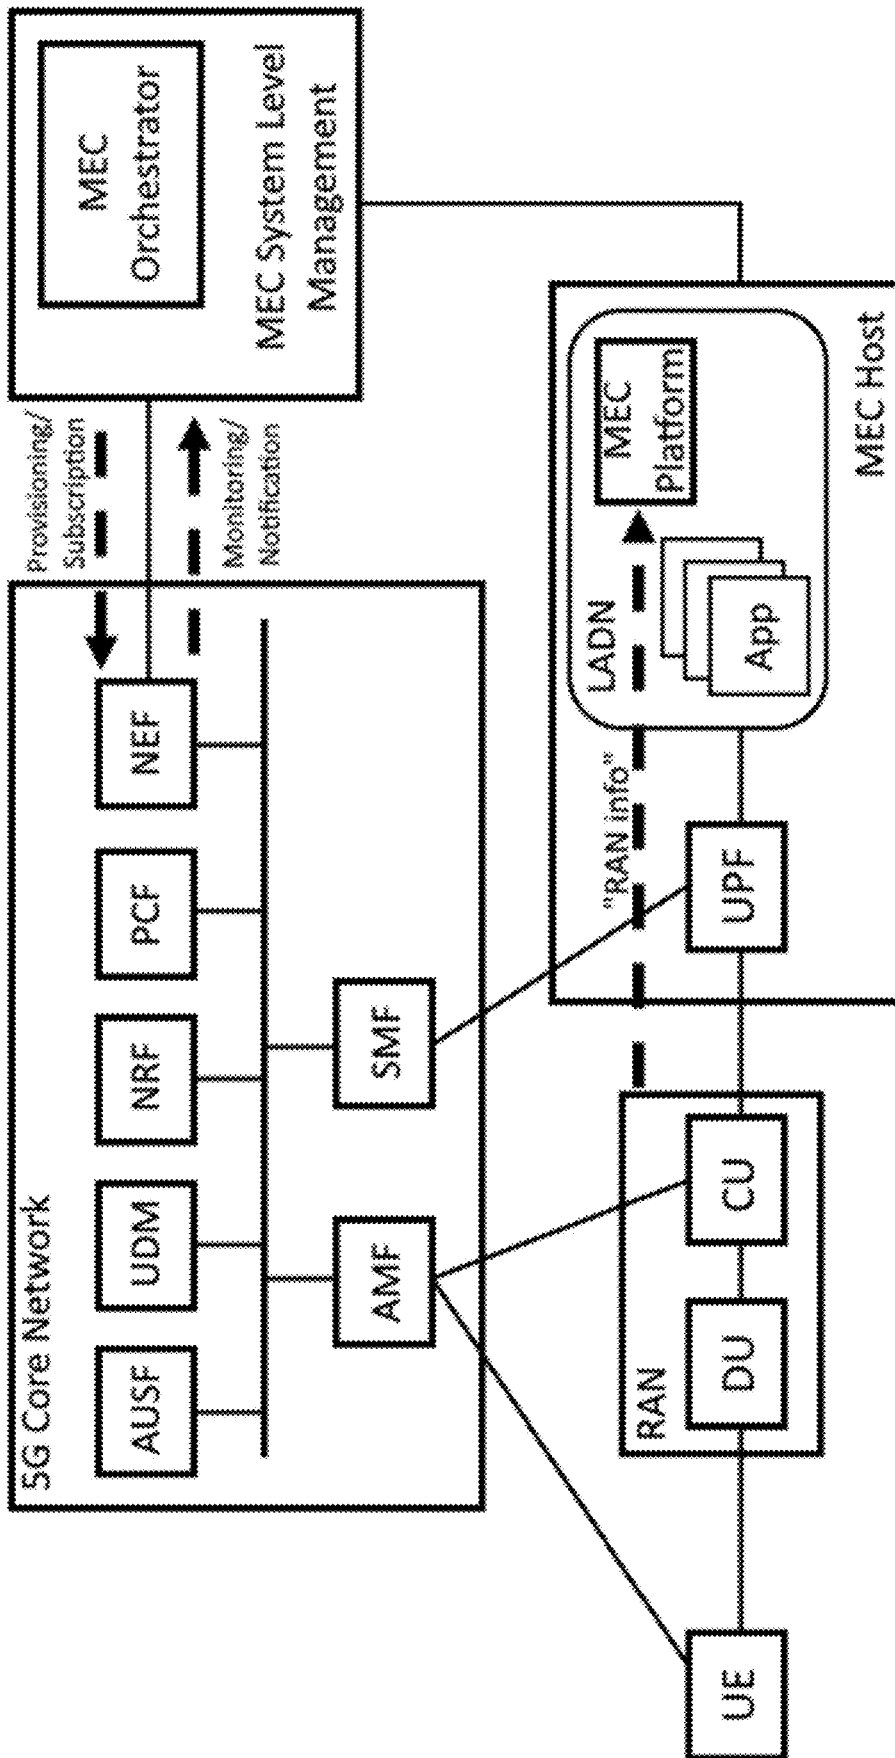 5G Core Network
AUSF
UDM
NRF
PCF
NEF
AMF
SMF
Provisioning/
Subscription
Monitoring/
Notification
MEC
Orchestrator
MEC System Level
Management
UE
RAN
DU
CU
"RAN info"
UPF
LADN
App
MEC
Platform
MEC Host